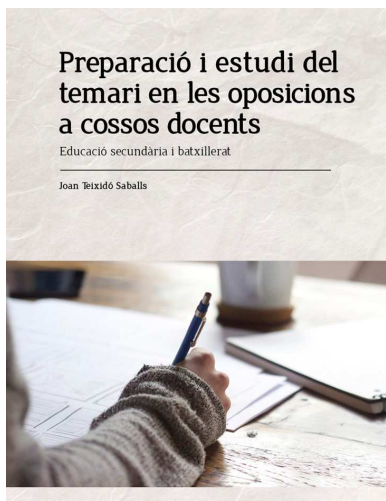 Preparació i estudi del
temari en les oposicions
a cossos docents
Educació secundària i batxillerat
Joan Teixidó Saballs